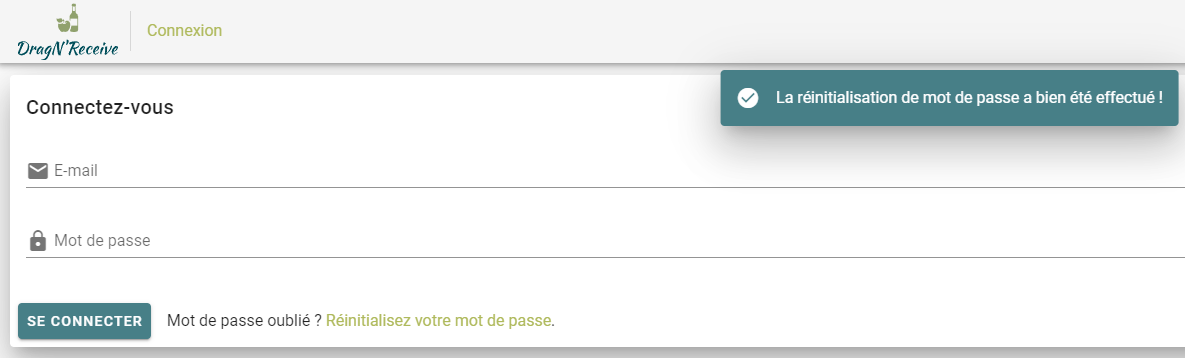 DragN'Receive
Connexion
La réinitialisation de mot de passe a bien été effectué !
Connectez-vous
E-mail
Mot de passe
SE CONNECTER
Mot de passe oublié ? Réinitialisez votre mot de passe.